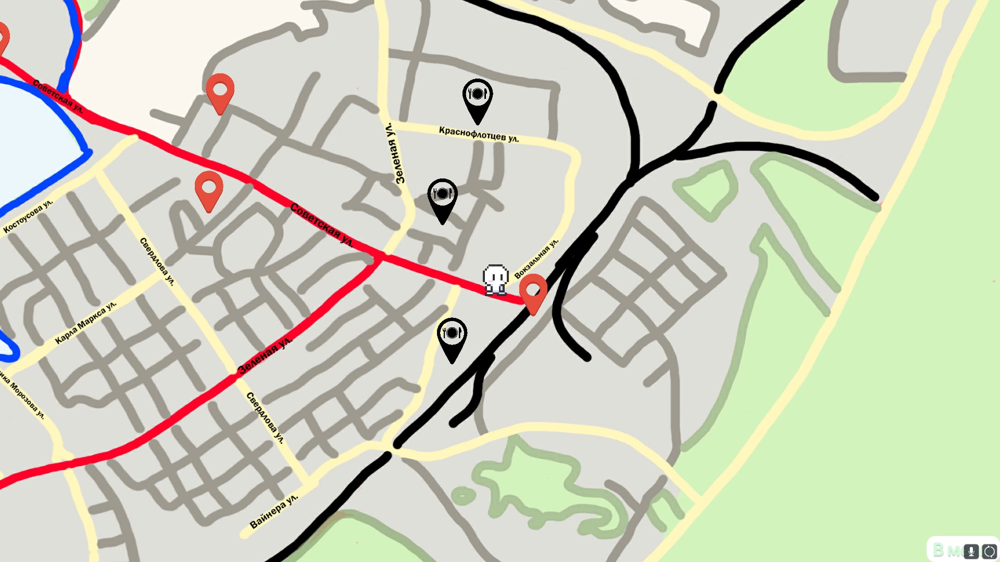 Советская ул.
Краснофлотцев ул.
Зеленая ул.
Костоусова ул.
Советская ул.
Свердлова ул.
Вокзальная ул.
Карла Маркса ул.
Зеленая ул.
Морозова ул.
Свердлова ул.
Вайнера ул.
В